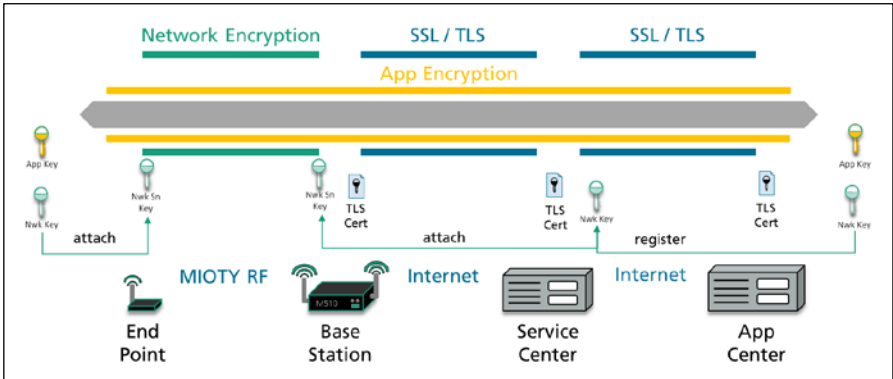 Network Encryption
SSL / TLS
SSL / TLS
App Encryption
App Key
App Key
Nwk Sn
Key
Nwk Sn
Key
Nwk Key
TLS
Cert
TLS
Cert
Nwk Key
TLS
Cert
Nwk Key
attach
attach
register
MIOTY RF
Internet
Internet
M510
End
Point
Base
Station
Service
Center
App
Center